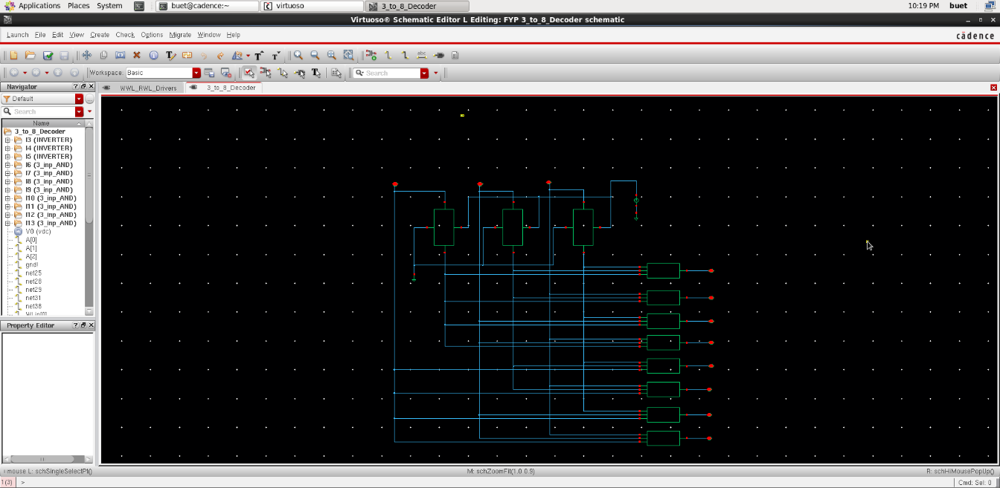 Applications Places System buet@cadence:~ virtuoso 3_to_8_Decoder 10:19 PM buet
Virtuoso® Schematic Editor L Editing: FYP 3_to_8_Decoder schematic
Launch File Edit View Create Check Options Migrate Window Help
cādence
Workspace: Basic Search
Navigator
WWL_RWL_Drivers 3_to_8_Decoder
Default
Search
Name
3_to_8_Decoder
I3 (INVERTER)
I4 (INVERTER)
I5 (INVERTER)
I6 (3_inp_AND)
I7 (3_inp_AND)
I8 (3_inp_AND)
I9 (3_inp_AND)
I10 (3_inp_AND)
I11 (3_inp_AND)
I12 (3_inp_AND)
I13 (3_inp_AND)
V0 (vdc)
A[0]
A[1]
A[2]
gnd!
net25
net28
net29
net31
net38
Property Editor
mouse L: schSingleSelectPt() M: schZoomFit(1.0 0.9) R: schHiMousePopUp()
1(3) > Cmd: Sel: 0